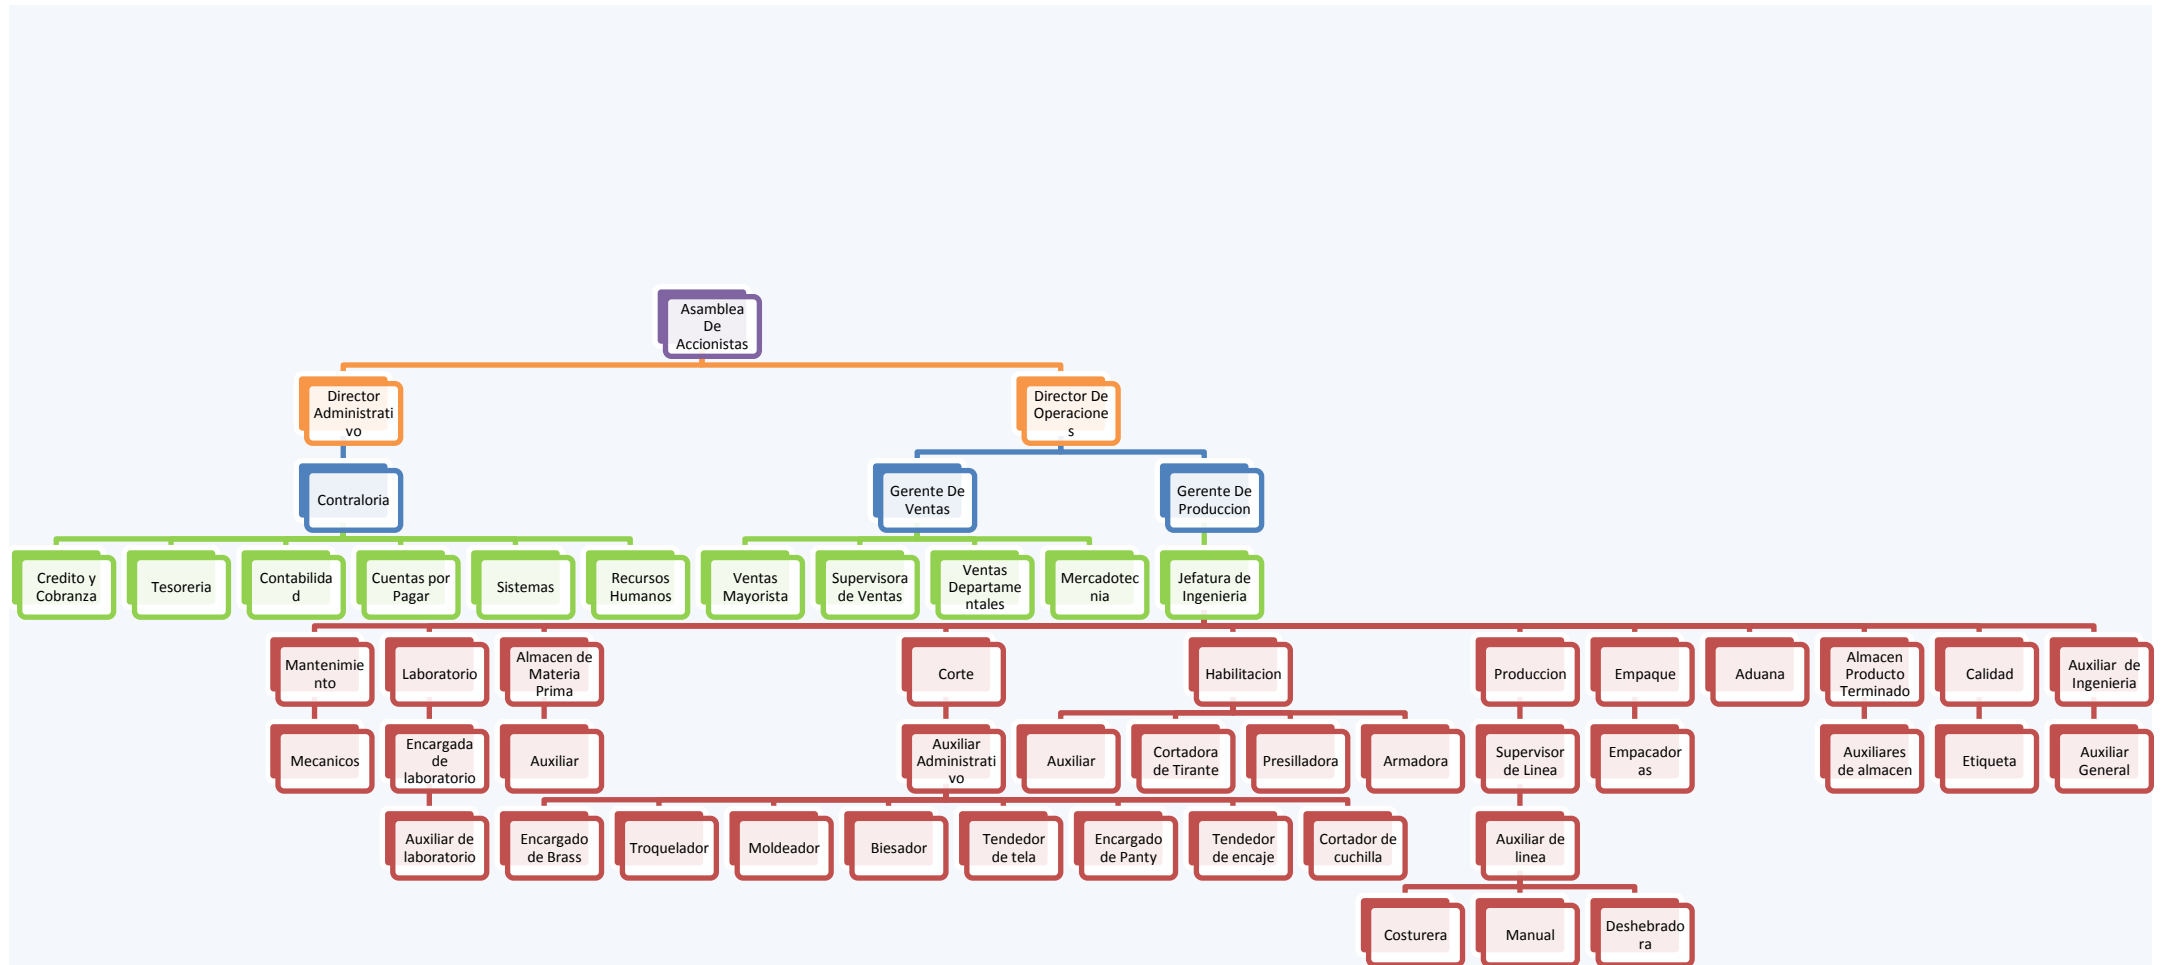 Asamblea
De
Accionistas
Director
Administrati
vo
Director De
Operacione
s
Contraloria
Gerente De
Ventas
Gerente De
Produccion
Credito y
Cobranza
Tesoreria
Contabilida
d
Cuentas por
Pagar
Sistemas
Recursos
Humanos
Ventas
Mayorista
Supervisora
de Ventas
Ventas
Departame
ntales
Mercadotec
nia
Jefatura de
Ingenieria
Mantenimie
nto
Laboratorio
Almacen de
Materia
Prima
Corte
Habilitacion
Produccion
Empaque
Aduana
Almacen
Producto
Terminado
Calidad
Auxiliar de
Ingenieria
Mecanicos
Encargada
de
laboratorio
Auxiliar
Auxiliar
Administrati
vo
Auxiliar
Cortadora
de Tirante
Presilladora
Armadora
Supervisor
de Linea
Empacador
as
Auxiliares
de almacen
Etiqueta
Auxiliar
General
Auxiliar de
laboratorio
Encargado
de Brass
Troquelador
Moldeador
Biesador
Tendedor
de tela
Encargado
de Panty
Tendedor
de encaje
Cortador de
cuchilla
Auxiliar de
linea
Costurera
Manual
Deshebrado
ra